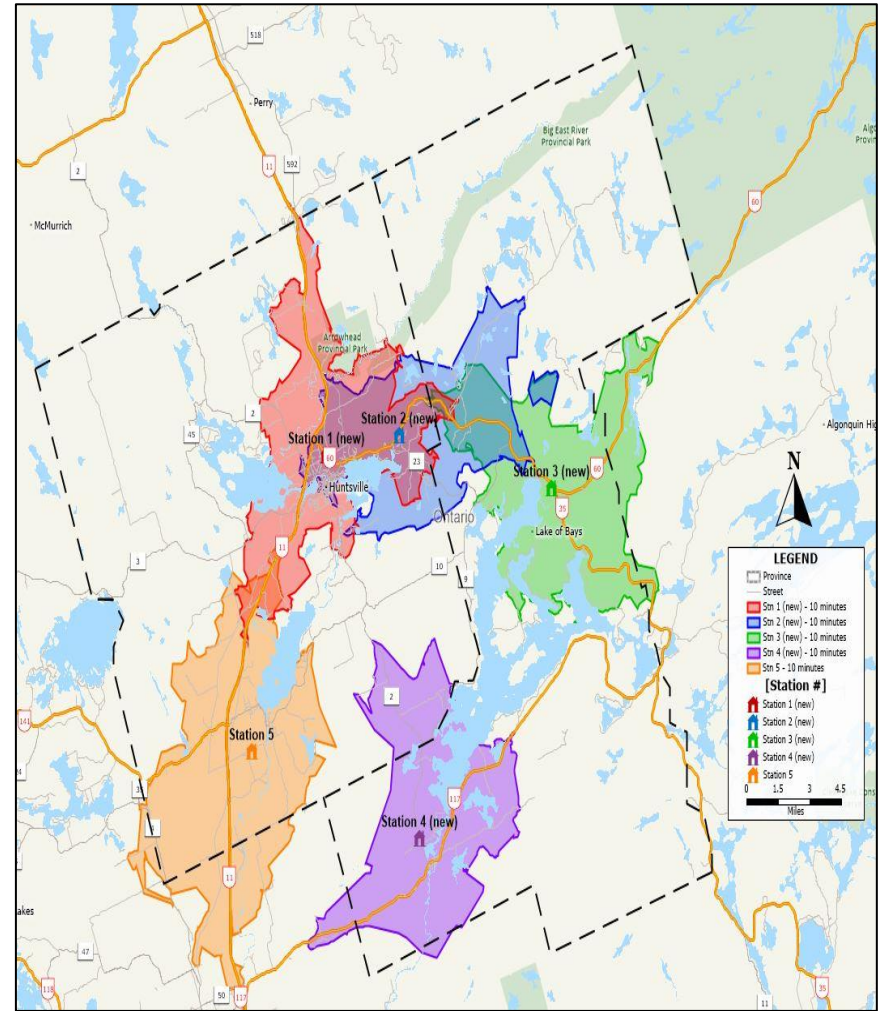 518
Perry
2
592
11
Big East River
Provincial Park
60
McMurrich
Arrowhead
Provincial Park
2
45
Station 1 (new)
Station 2 (new)
60
23
Huntsville
Station 3 (new)
60
Algonquin Hig
N
Ontario
35
Lake of Bays
11
3
10
9
LEGEND
Province
Street
Stn 1 (new) - 10 minutes
Stn 2 (new) - 10 minutes
Stn 3 (new) - 10 minutes
Stn 4 (new) - 10 minutes
Stn 5 - 10 minutes
[Station #]
Station 1 (new)
Station 2 (new)
Station 3 (new)
Station 4 (new)
Station 5
0 1.5 3 4.5
Miles
2
141
Station 5
117
Station 4 (new)
11
akes
47
50
117
118
35
11